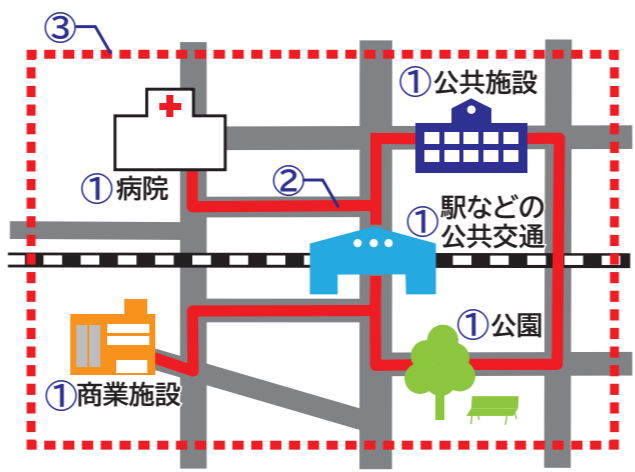 ③
①公共施設
①病院
②
①駅などの
公共交通
①公園
①商業施設